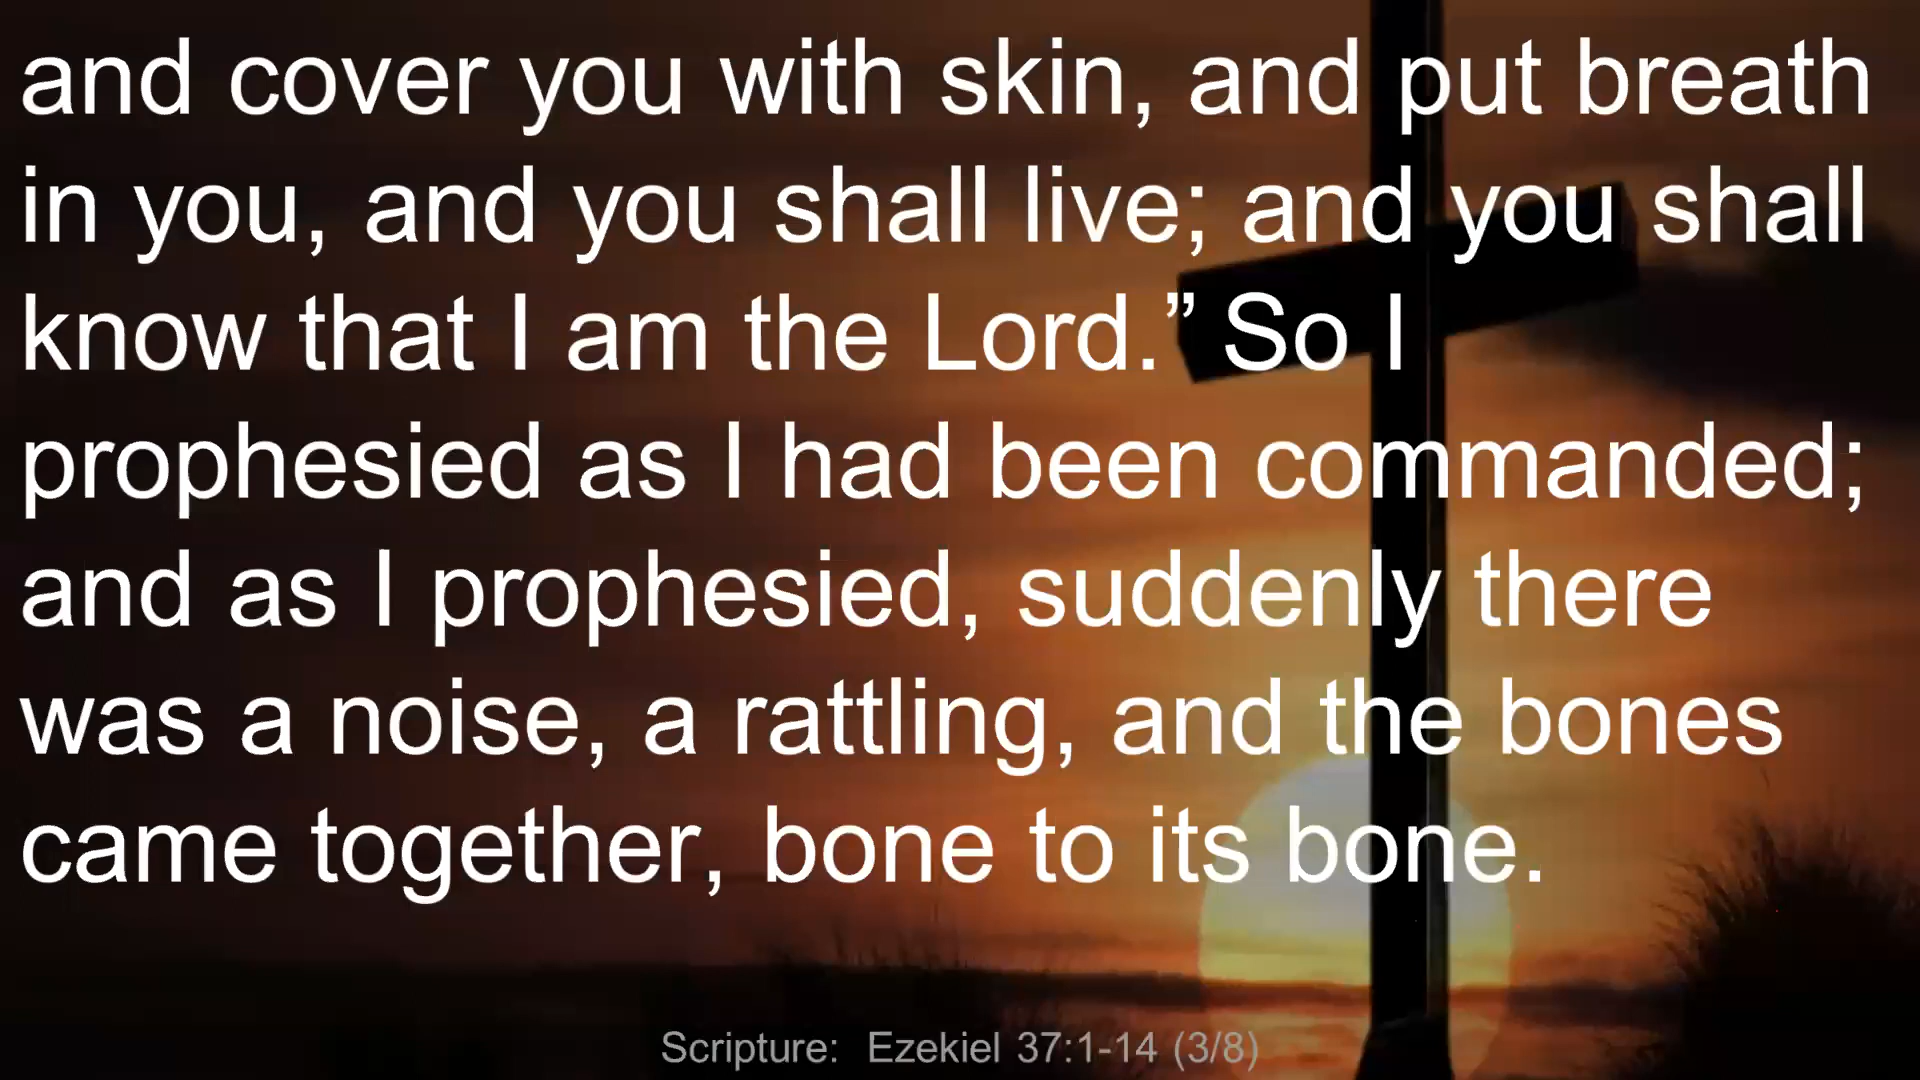 and cover you with skin, and put breath
in you, and you shall live; and you shall
know that I am the Lord.” So I
prophesied as I had been commanded;
and as I prophesied, suddenly there
was a noise, a rattling, and the bones
came together, bone to its bone.
Scripture: Ezekiel 37:1-14 (3/8)